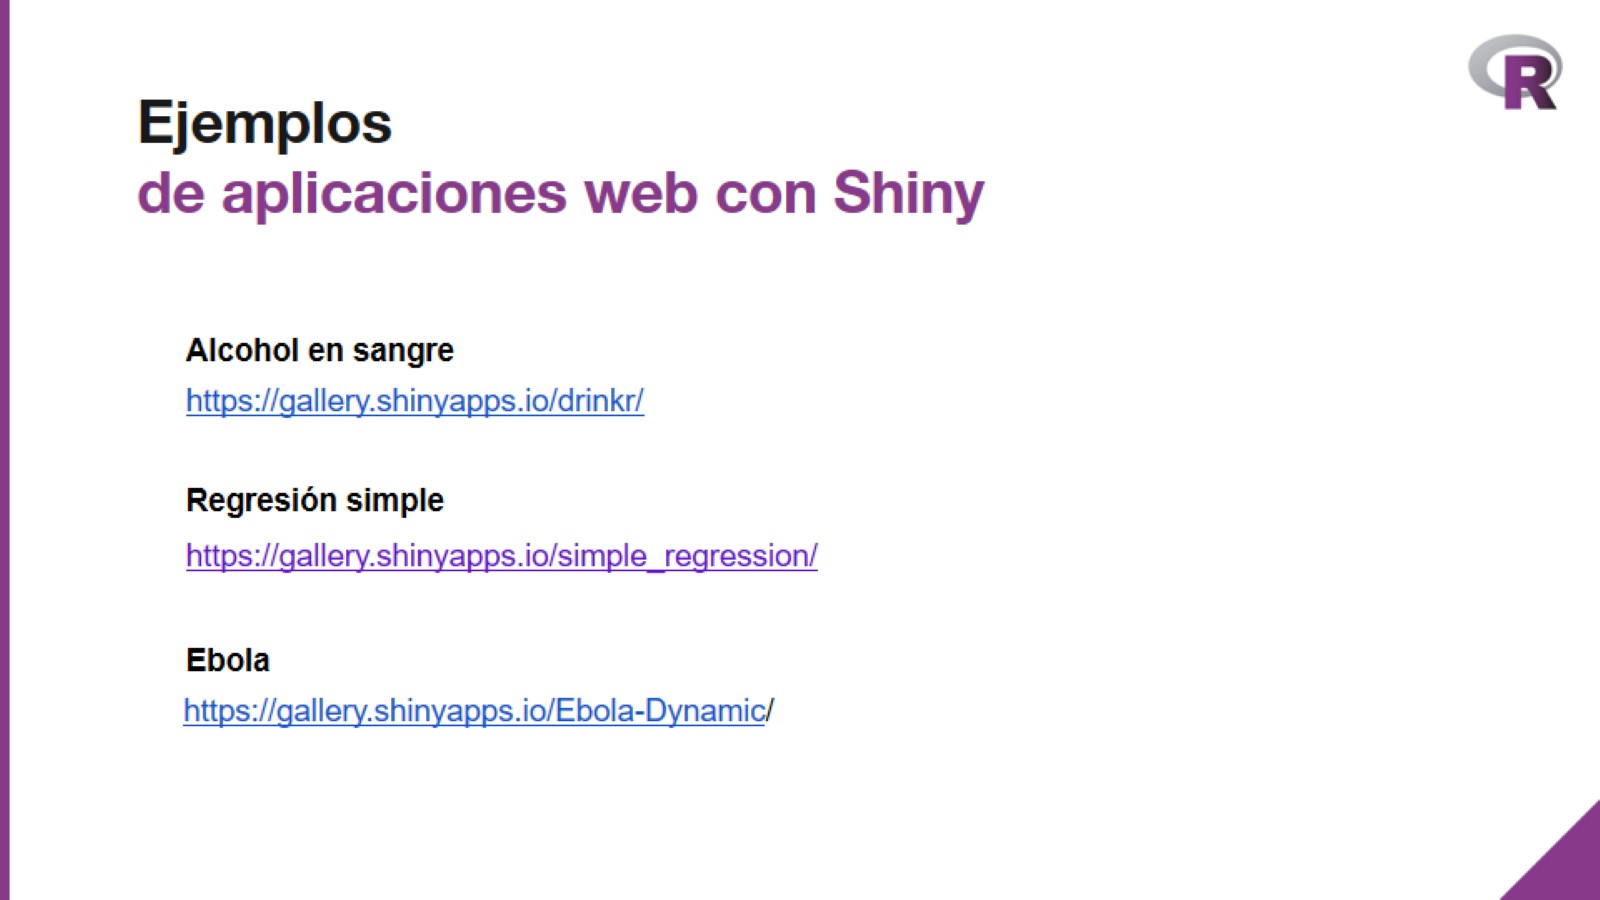 R
Ejemplos
de aplicaciones web con Shiny
Alcohol en sangre
https://gallery.shinyapps.io/drinkr/
Regresión simple
https://gallery.shinyapps.io/simple_regression/
Ebola
https://gallery.shinyapps.io/Ebola-Dynamic/